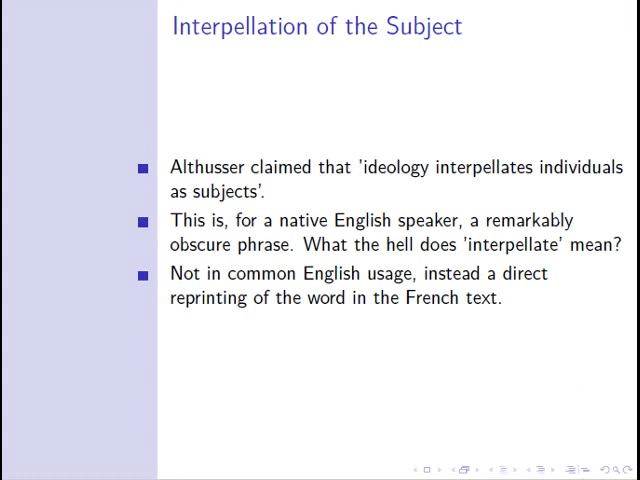 Interpellation of the Subject
Althusser claimed that 'ideology interpellates individuals
as subjects'.
This is, for a native English speaker, a remarkably
obscure phrase. What the hell does 'interpellate' mean?
Not in common English usage, instead a direct
reprinting of the word in the French text.